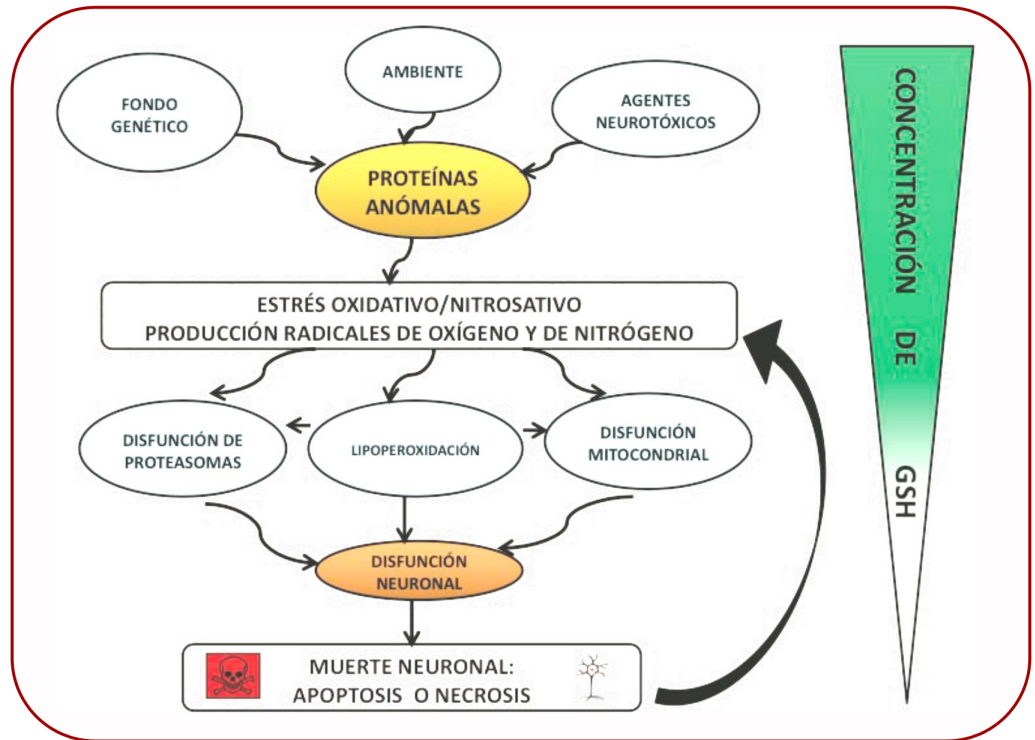 FONDO
GENÉTICO
AMBIENTE
AGENTES
NEUROTÓXICOS
PROTEÍNAS
ANÓMALAS
ESTRÉS OXIDATIVO/NITROSATIVO
PRODUCCIÓN RADICALES DE OXÍGENO Y DE NITRÓGENO
DISFUNCIÓN DE
PROTEASOMAS
LIPOPEROXIDACIÓN
DISFUNCIÓN
MITOCONDRIAL
DISFUNCIÓN
NEURONAL
MUERTE NEURONAL:
APOPTOSIS O NECROSIS
CONCENTRACIÓN DE GSH